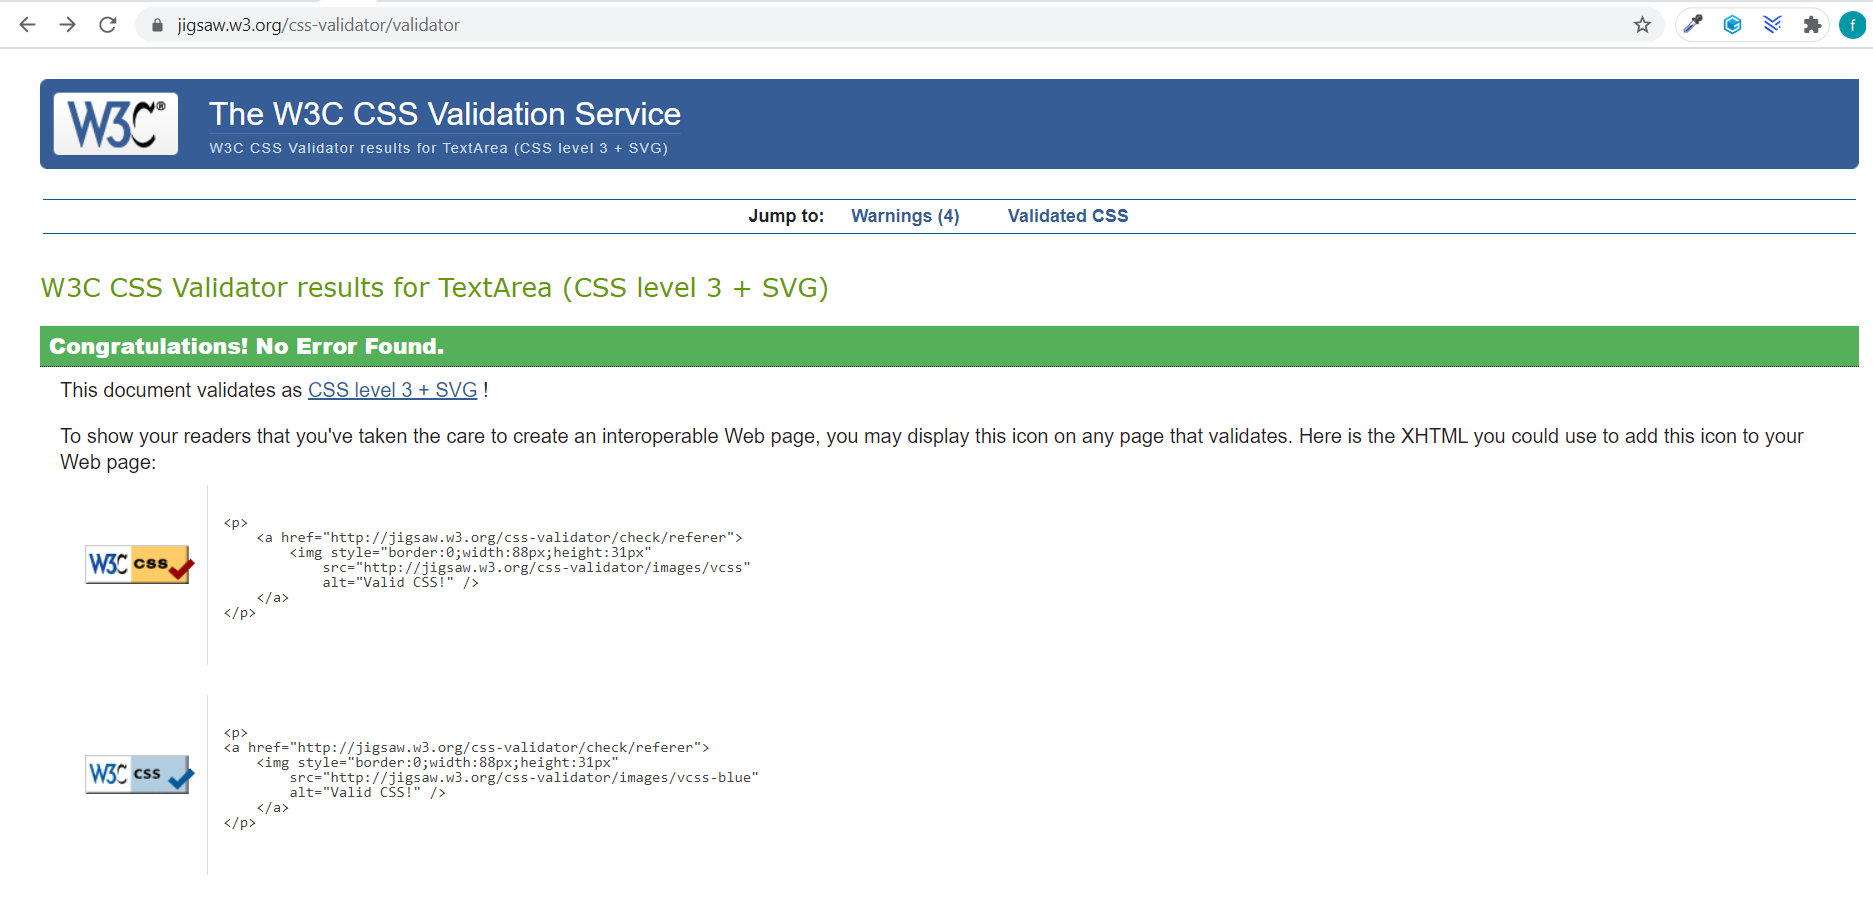 jigsaw.w3.org/css-validator/validator
f
W3C®
The W3C CSS Validation Service
W3C CSS Validator results for TextArea (CSS level 3 + SVG)
Jump to: Warnings (4) Validated CSS
W3C CSS Validator results for TextArea (CSS level 3 + SVG)
Congratulations! No Error Found.
This document validates as CSS level 3 + SVG !
To show your readers that you've taken the care to create an interoperable Web page, you may display this icon on any page that validates. Here is the XHTML you could use to add this icon to your
Web page:
W3C css
<p>
    <a href="http://jigsaw.w3.org/css-validator/check/referer">
        <img style="border:0;width:88px;height:31px"
            src="http://jigsaw.w3.org/css-validator/images/vcss"
            alt="Valid CSS!" />
    </a>
</p>
W3C css
<p>
<a href="http://jigsaw.w3.org/css-validator/check/referer">
    <img style="border:0;width:88px;height:31px"
        src="http://jigsaw.w3.org/css-validator/images/vcss-blue"
        alt="Valid CSS!" />
    </a>
</p>